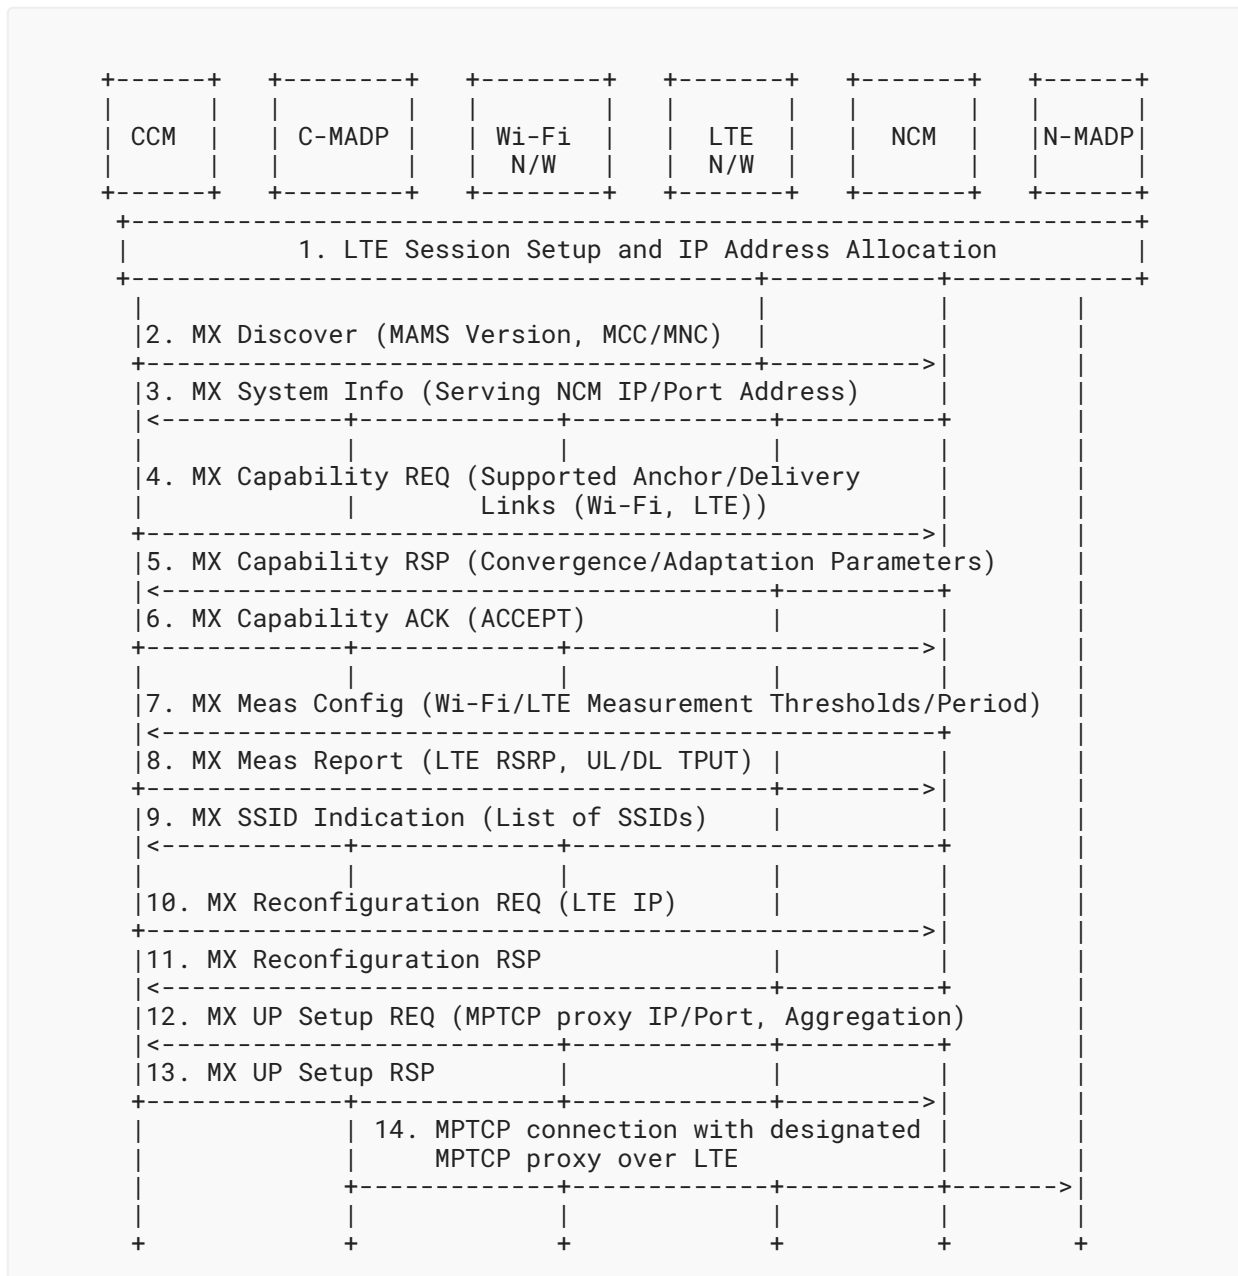 +------+   +--------+   +--------+   +-------+   +-------+   +------+
|      |   |        |   |        |   |       |   |       |   |      |
| CCM  |   | C-MADP |   | Wi-Fi  |   |  LTE  |   |  NCM  |   |N-MADP|
|      |   |        |   |  N/W   |   |  N/W  |   |       |   |      |
+------+   +--------+   +--------+   +-------+   +-------+   +------+
 +------------------------------------------------------------------+
 |           1. LTE Session Setup and IP Address Allocation         |
 +-----------------------------------------+-----------+------------+
  |                                        |           |        |
  |2. MX Discover (MAMS Version, MCC/MNC)  |           |        |
  +----------------------------------------+---------->|        |
  |3. MX System Info (Serving NCM IP/Port Address)     |        |
  |<------------+-------------+-------------+----------+        |
  |             |             |             |          |        |
  |4. MX Capability REQ (Supported Anchor/Delivery     |        |
  |             |        Links (Wi-Fi, LTE))           |        |
  +--------------------------------------------------->|        |
  |5. MX Capability RSP (Convergence/Adaptation Parameters)     |
  |<----------------------------------------+----------+        |
  |6. MX Capability ACK (ACCEPT)            |          |        |
  +-------------+-------------+----------------------->|        |
  |             |             |             |          |        |
  |7. MX Meas Config (Wi-Fi/LTE Measurement Thresholds/Period)  |
  |<---------------------------------------------------+        |
  |8. MX Meas Report (LTE RSRP, UL/DL TPUT) |          |        |
  +-----------------------------------------+--------->|        |
  |9. MX SSID Indication (List of SSIDs)    |          |        |
  |<------------+-------------+------------------------+        |
  |             |             |             |          |        |
  |10. MX Reconfiguration REQ (LTE IP)      |          |        |
  +--------------------------------------------------->|        |
  |11. MX Reconfiguration RSP               |          |        |
  |<----------------------------------------+----------+        |
  |12. MX UP Setup REQ (MPTCP proxy IP/Port, Aggregation)       |
  |<--------------------------+-------------+----------+        |
  |13. MX UP Setup RSP        |             |          |        |
  +-------------+-------------+-------------+--------->|        |
  |             | 14. MPTCP connection with designated |        |
  |             |     MPTCP proxy over LTE             |        |
  |             +-------------+-------------+----------+------->|
  |             |             |             |          |        |
  +             +             +             +          +        +